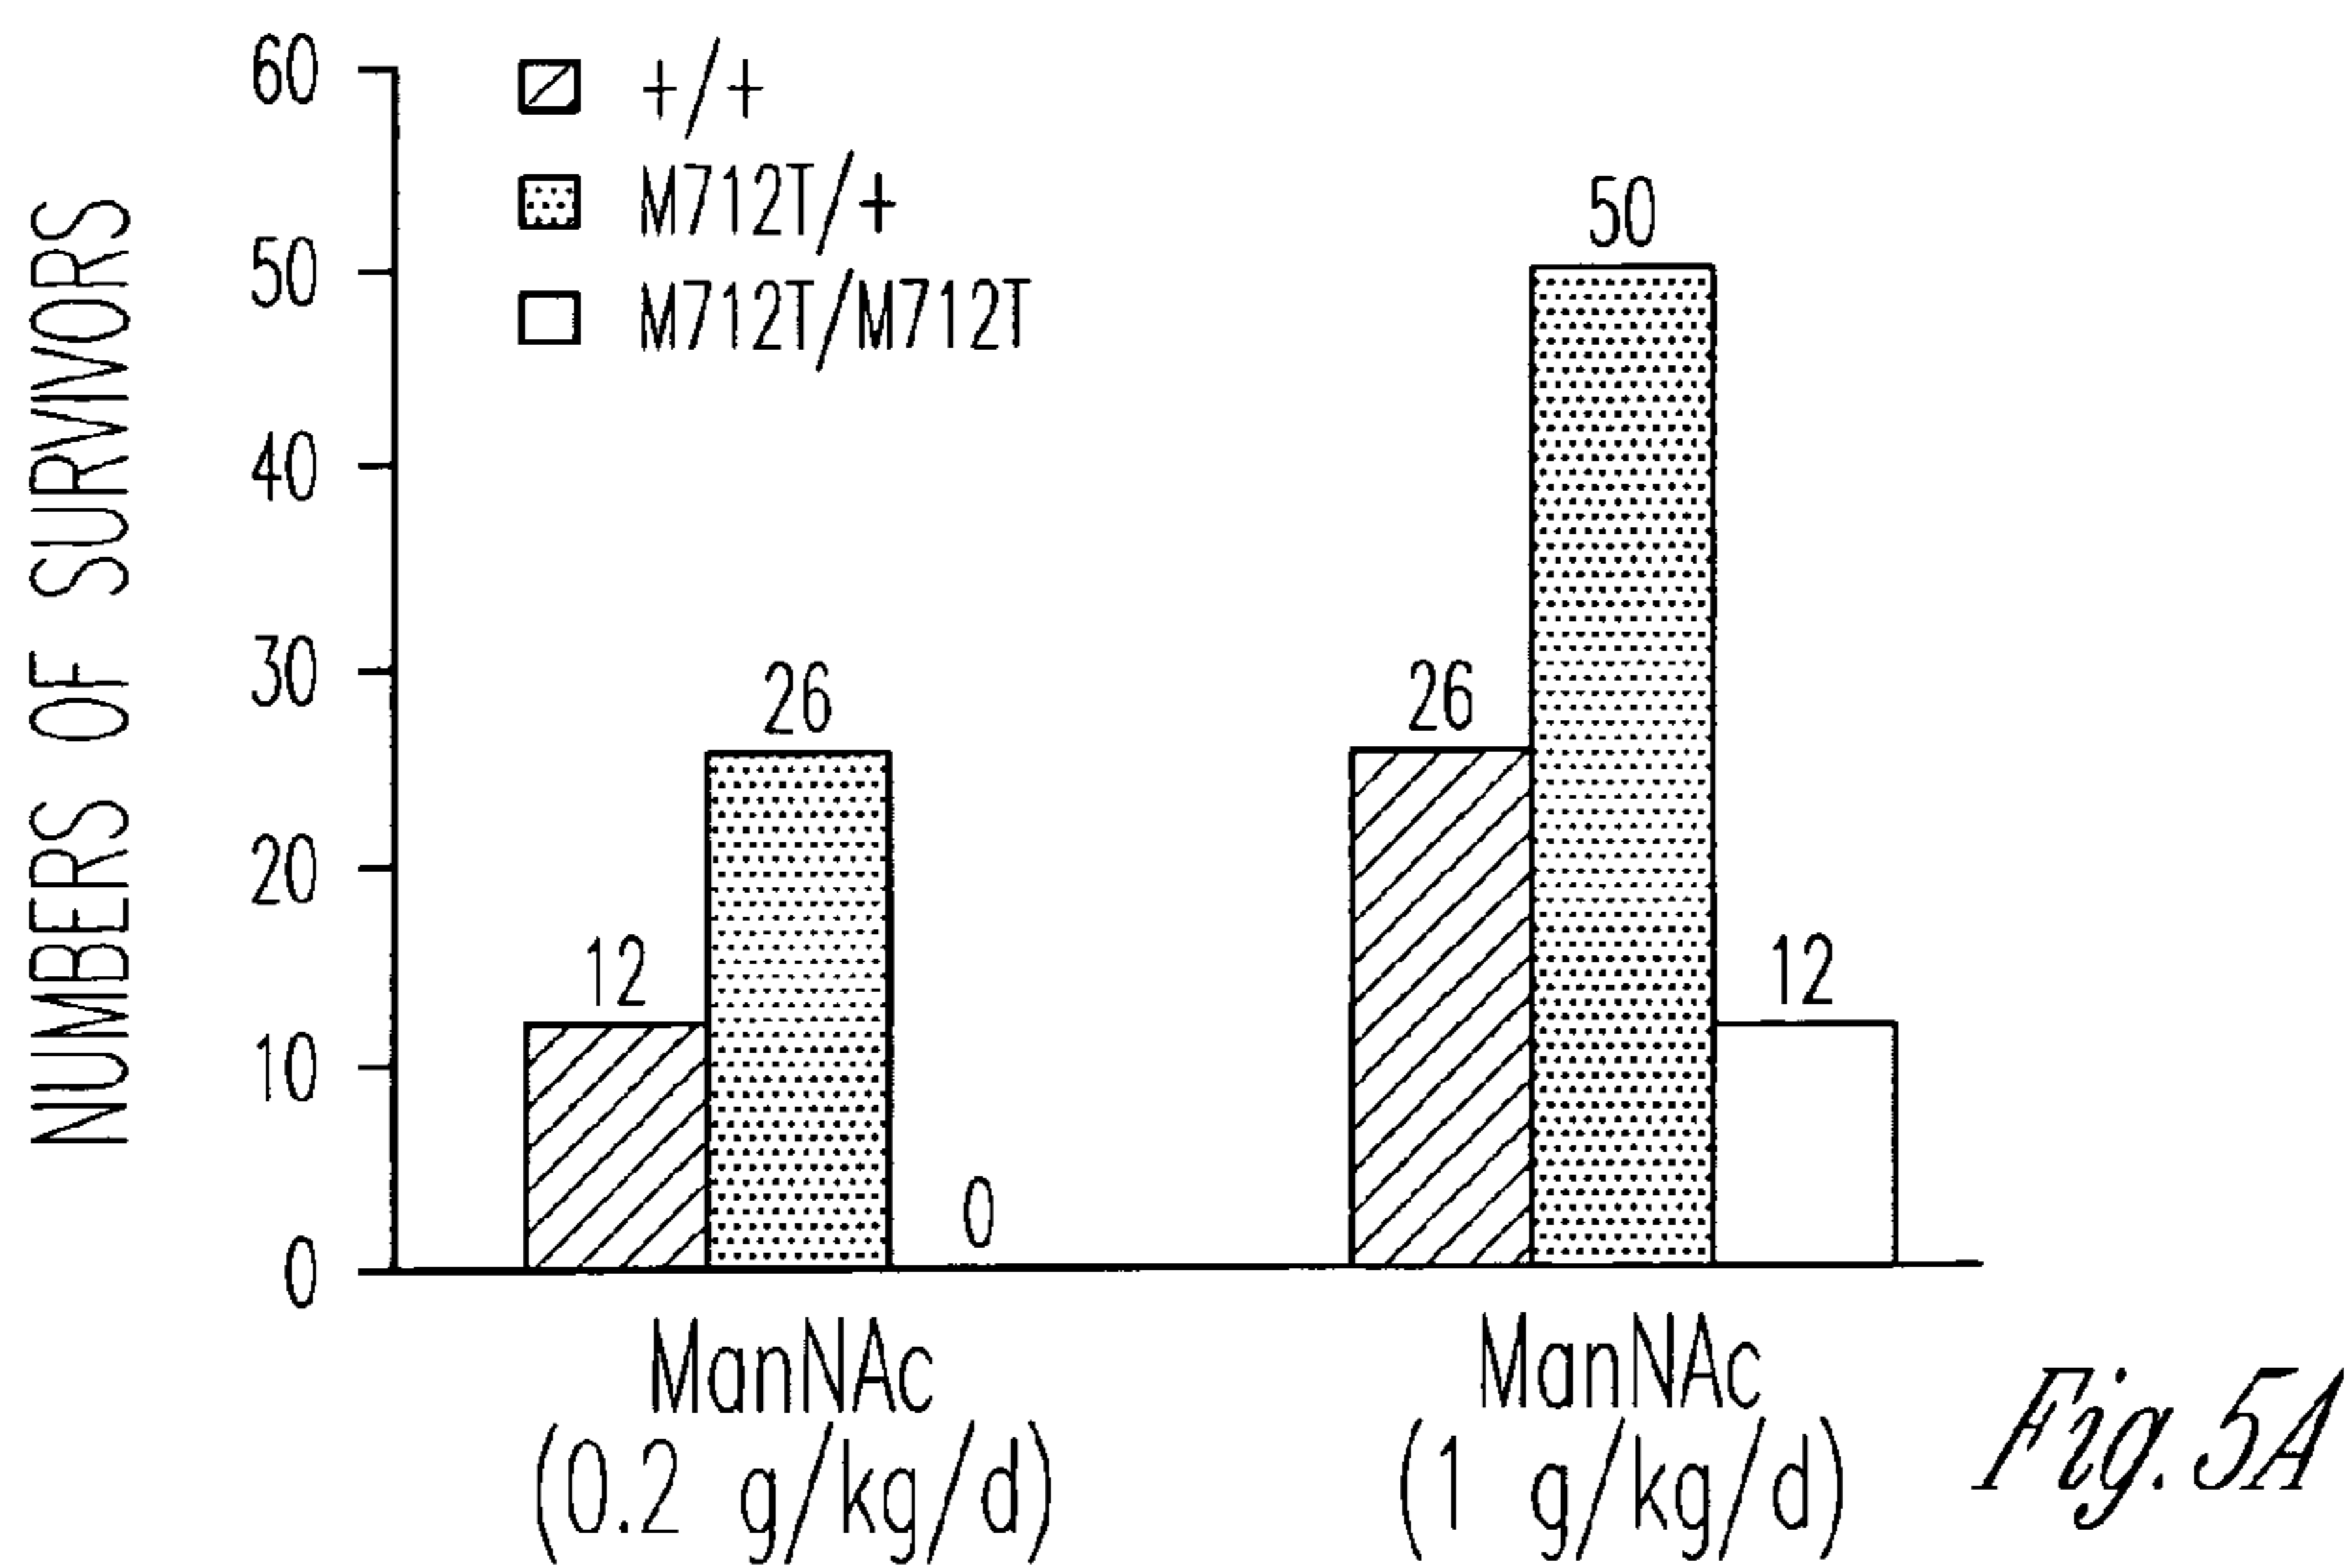 NUMBERS OF SURVIVORS
60
50
40
30
20
10
0
+/+
M712T/+
M712T/M712T
12
26
0
26
50
12
ManNAc
(0.2 g/kg/d)
ManNAc
(1 g/kg/d)
Fig. 5A